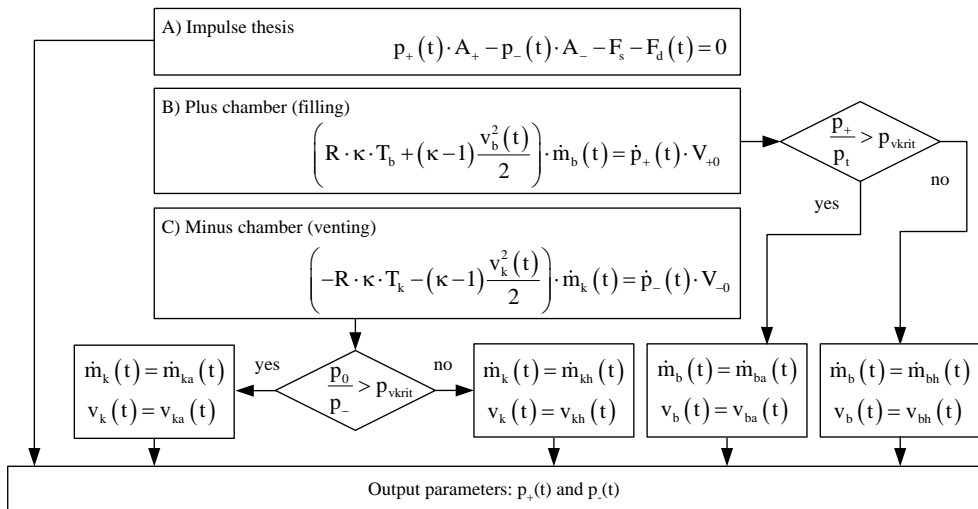 A) Impulse thesis
p₊(t)·A₊ − p₋(t)·A₋ − Fₛ − F_d(t) = 0
B) Plus chamber (filling)
(R·κ·T_b + (κ−1) v_b²(t)/2)·ṁ_b(t) = ṗ₊(t)·V₊₀
p₊/p_t > p_vkrit
yes
no
C) Minus chamber (venting)
(−R·κ·T_k − (κ−1) v_k²(t)/2)·ṁ_k(t) = ṗ₋(t)·V₋₀
p₀/p₋ > p_vkrit
yes
no
ṁ_k(t) = ṁ_ka(t)
v_k(t) = v_ka(t)
ṁ_k(t) = ṁ_kh(t)
v_k(t) = v_kh(t)
ṁ_b(t) = ṁ_ba(t)
v_b(t) = v_ba(t)
ṁ_b(t) = ṁ_bh(t)
v_b(t) = v_bh(t)
Output parameters: p₊(t) and p₋(t)